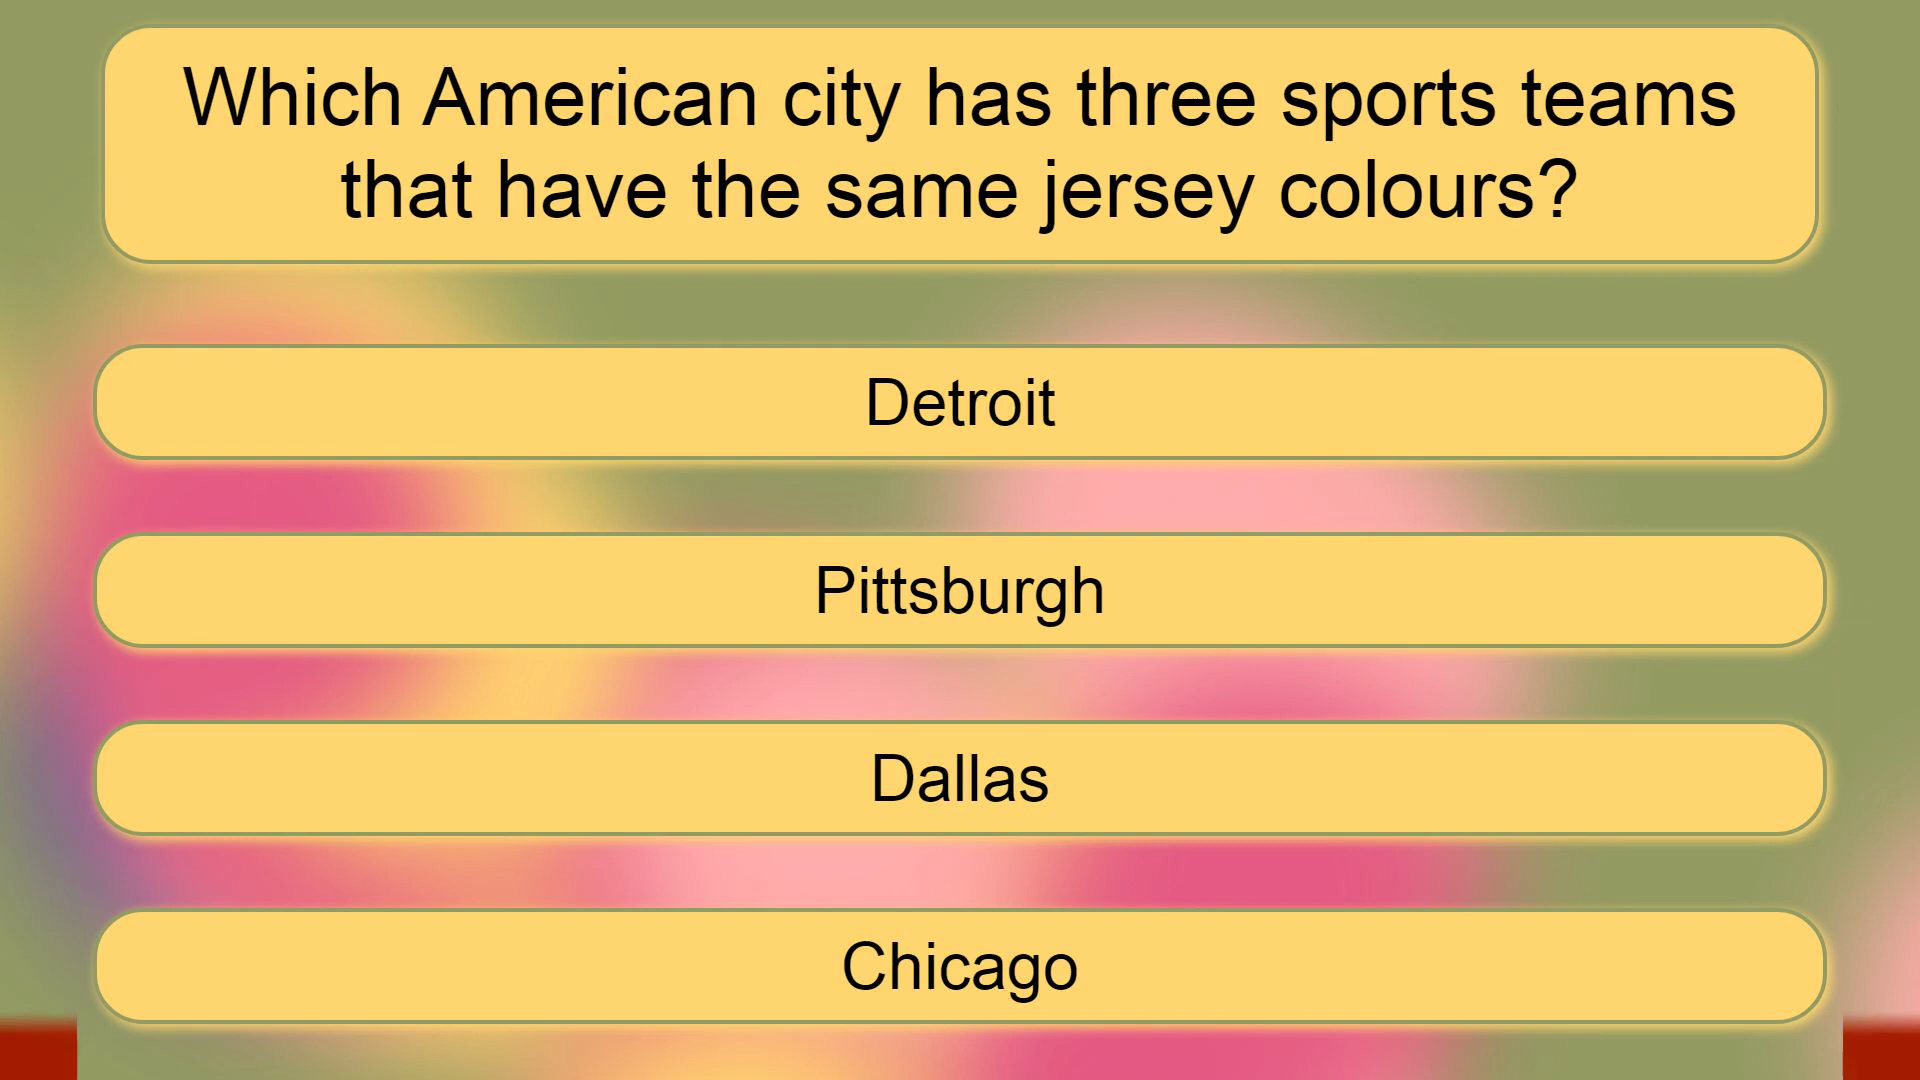 Which American city has three sports teams
that have the same jersey colours?
Detroit
Pittsburgh
Dallas
Chicago